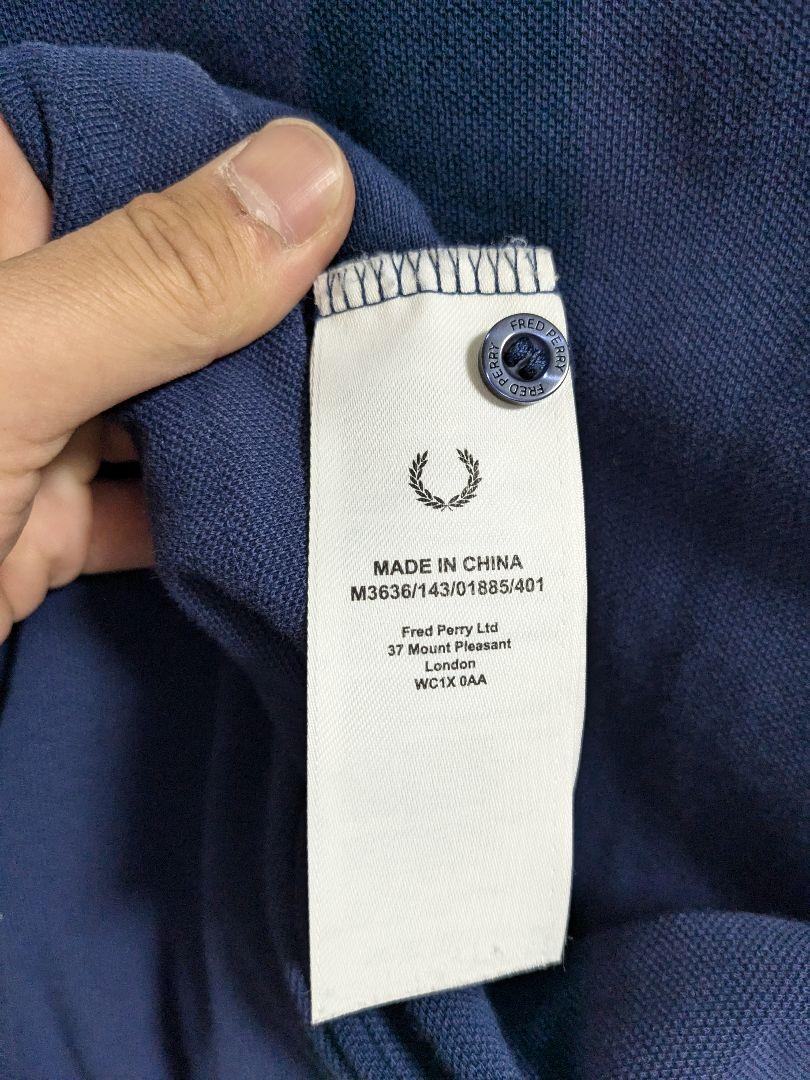 FRED PERRY FRED PERRY
MADE IN CHINA
M3636/143/01885/401
Fred Perry Ltd
37 Mount Pleasant
London
WC1X 0AA